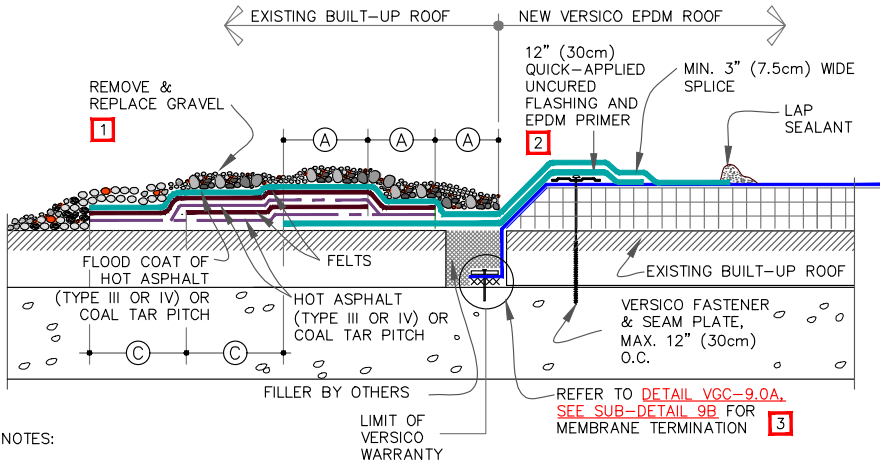 EXISTING BUILT-UP ROOF
NEW VERSICO EPDM ROOF
REMOVE &
REPLACE GRAVEL
1
12" (30cm)
QUICK-APPLIED
UNCURED
FLASHING AND
EPDM PRIMER
2
MIN. 3" (7.5cm) WIDE
SPLICE
LAP
SEALANT
A
A
A
FLOOD COAT OF
HOT ASPHALT
(TYPE III OR IV) OR
COAL TAR PITCH
FELTS
HOT ASPHALT
(TYPE III OR IV) OR
COAL TAR PITCH
EXISTING BUILT-UP ROOF
VERSICO FASTENER
& SEAM PLATE,
MAX. 12" (30cm)
O.C.
C
C
FILLER BY OTHERS
LIMIT OF
VERSICO
WARRANTY
REFER TO DETAIL VGC-9.0A,
SEE SUB-DETAIL 9B FOR
MEMBRANE TERMINATION
3
NOTES: